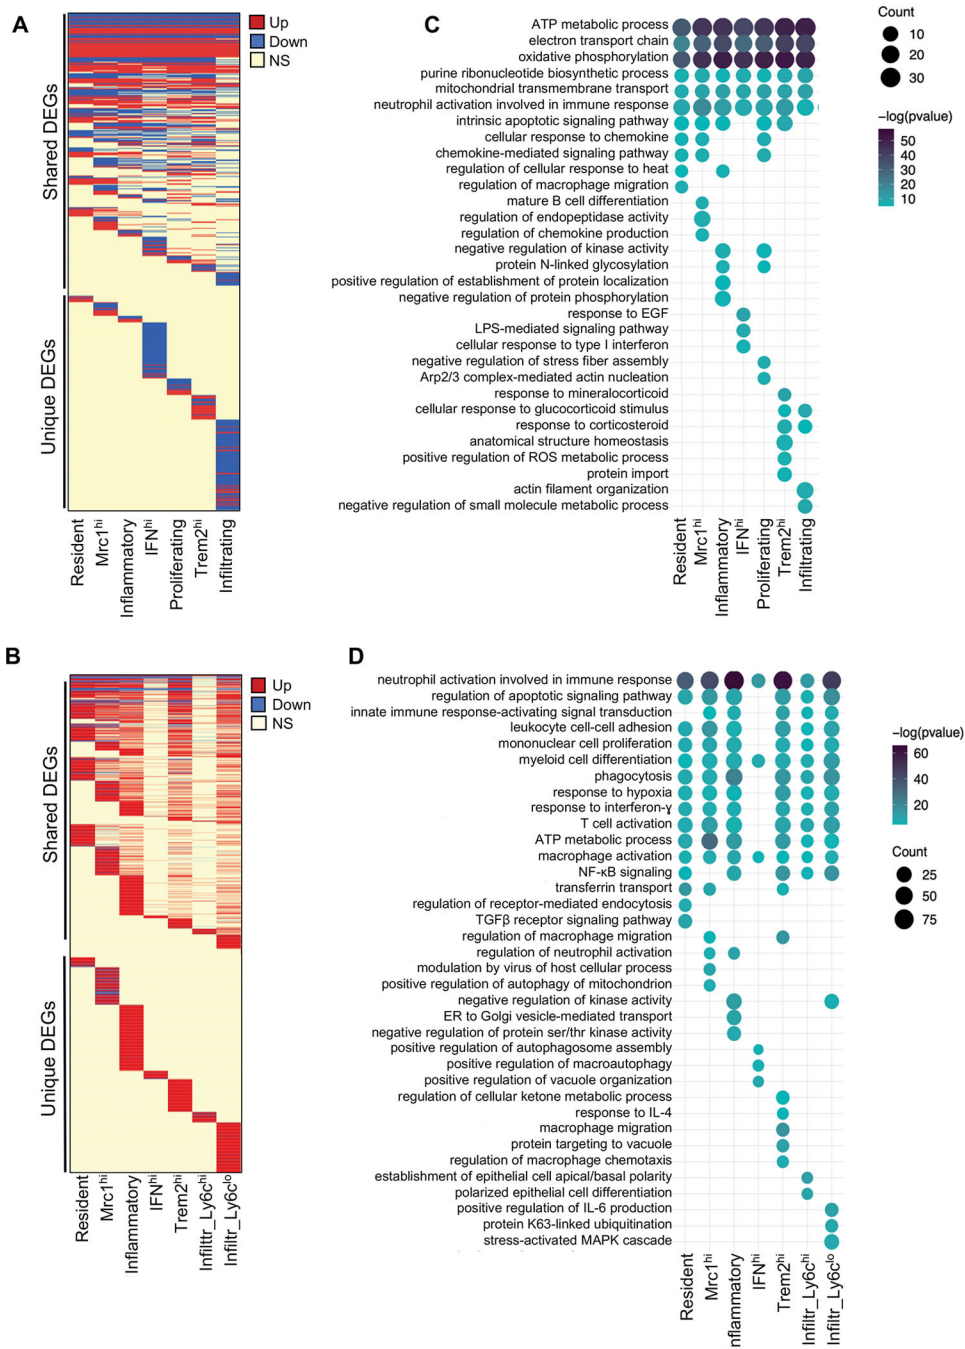 A
Up
Down
NS
Shared DEGs
Unique DEGs
Resident
Mrc1hi
Inflammatory
IFNhi
Proliferating
Trem2hi
Infiltrating
C
ATP metabolic process
electron transport chain
oxidative phosphorylation
purine ribonucleotide biosynthetic process
mitochondrial transmembrane transport
neutrophil activation involved in immune response
intrinsic apoptotic signaling pathway
cellular response to chemokine
chemokine-mediated signaling pathway
regulation of cellular response to heat
regulation of macrophage migration
mature B cell differentiation
regulation of endopeptidase activity
regulation of chemokine production
negative regulation of kinase activity
protein N-linked glycosylation
positive regulation of establishment of protein localization
negative regulation of protein phosphorylation
response to EGF
LPS-mediated signaling pathway
cellular response to type I interferon
negative regulation of stress fiber assembly
Arp2/3 complex-mediated actin nucleation
response to mineralocorticoid
cellular response to glucocorticoid stimulus
response to corticosteroid
anatomical structure homeostasis
positive regulation of ROS metabolic process
protein import
actin filament organization
negative regulation of small molecule metabolic process
Resident
Mrc1hi
Inflammatory
IFNhi
Proliferating
Trem2hi
Infiltrating
Count
10
20
30
−log(pvalue)
50
40
30
20
10
B
Up
Down
NS
Shared DEGs
Unique DEGs
Resident
Mrc1hi
Inflammatory
IFNhi
Trem2hi
Infiltr_Ly6chi
Infiltr_Ly6clo
D
neutrophil activation involved in immune response
regulation of apoptotic signaling pathway
innate immune response-activating signal transduction
leukocyte cell-cell adhesion
mononuclear cell proliferation
myeloid cell differentiation
phagocytosis
response to hypoxia
response to interferon-ɣ
T cell activation
ATP metabolic process
macrophage activation
NF-κB signaling
transferrin transport
regulation of receptor-mediated endocytosis
TGFβ receptor signaling pathway
regulation of macrophage migration
regulation of neutrophil activation
modulation by virus of host cellular process
positive regulation of autophagy of mitochondrion
negative regulation of kinase activity
ER to Golgi vesicle-mediated transport
negative regulation of protein ser/thr kinase activity
positive regulation of autophagosome assembly
positive regulation of macroautophagy
positive regulation of vacuole organization
regulation of cellular ketone metabolic process
response to IL-4
macrophage migration
protein targeting to vacuole
regulation of macrophage chemotaxis
establishment of epithelial cell apical/basal polarity
polarized epithelial cell differentiation
positive regulation of IL-6 production
protein K63-linked ubiquitination
stress-activated MAPK cascade
Resident
Mrc1hi
nflammatory
IFNhi
Trem2hi
Infiltr_Ly6chi
Infiltr_Ly6clo
−log(pvalue)
60
40
20
Count
25
50
75